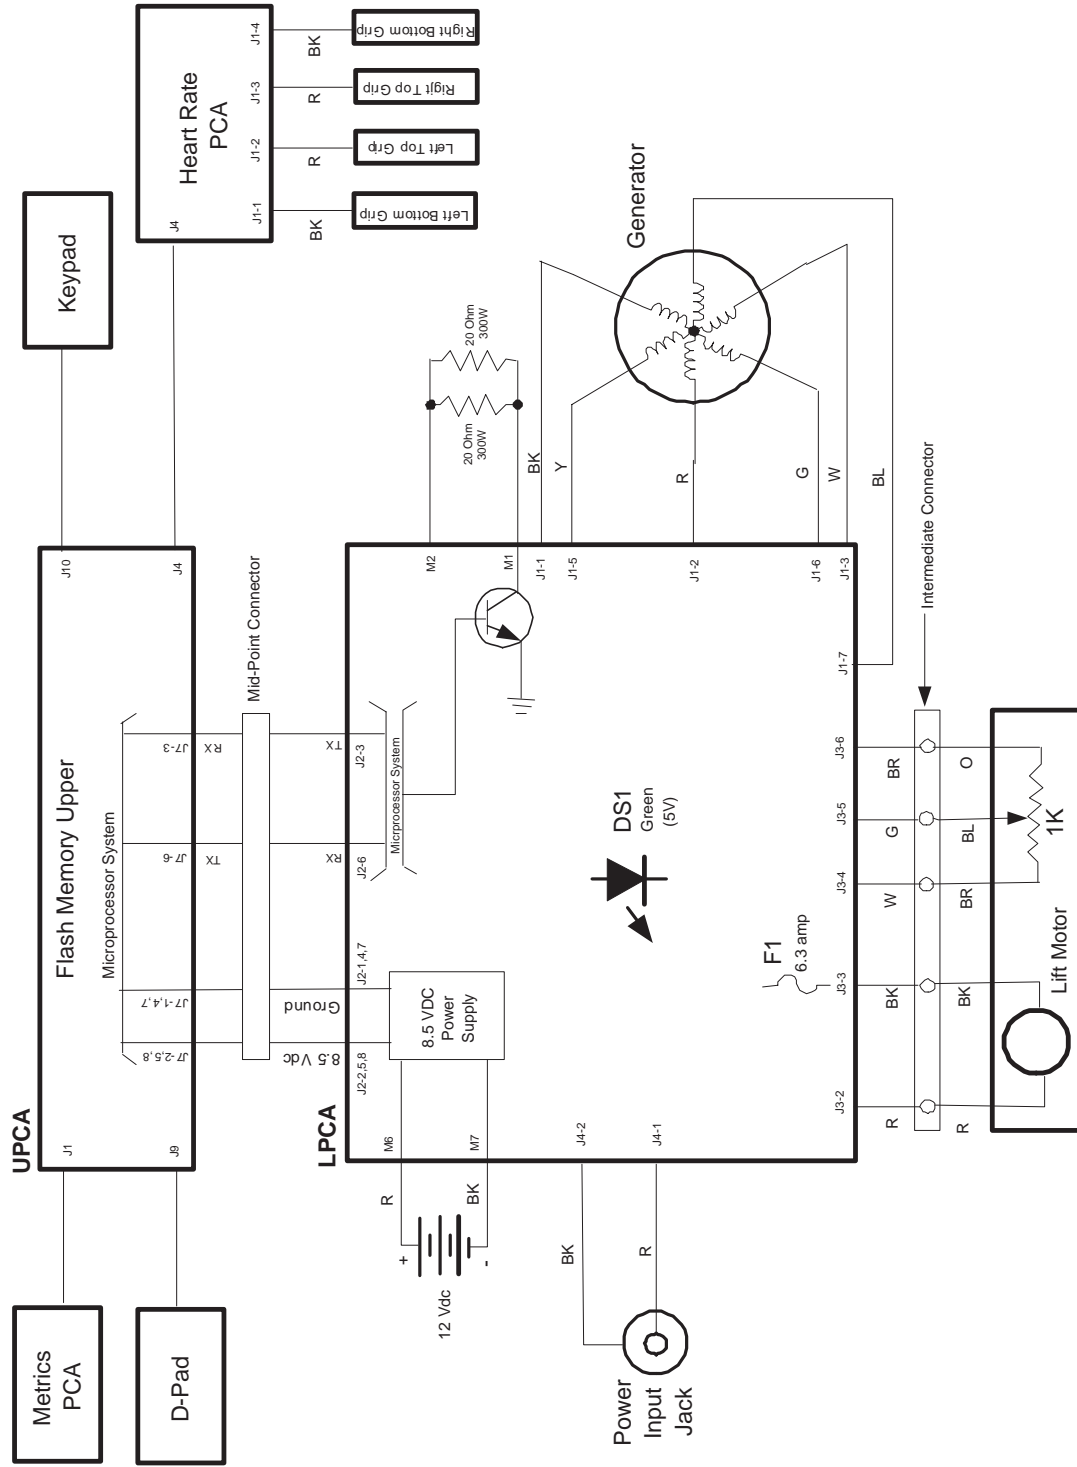 Metrics
PCA
D-Pad
UPCA
J1
J9
Flash Memory Upper
Microprocessor System
J10
J4
Keypad
Heart Rate
PCA
J4
J1-1
J1-2
J1-3
J1-4
BK
R
R
BK
Left Bottom Grip
Left Top Grip
Rigjt Top Grip
Right Bottom Grip
J7-2,5,8
J7-1,4,7
J7-6
J7-3
TX
RX
Mid-Point Connector
8.5 Vdc
Ground
RX
TX
LPCA
J2-2,5,8
J2-1,4,7
J2-6
J2-3
Micrprocessor System
8.5 VDC
Power
Supply
M6
M7
R
BK
+
-
12 Vdc
J4-2
J4-1
BK
R
Power
Input
Jack
M2
M1
20 Ohm
300W
20 Ohm
300W
J1-1
J1-5
J1-2
J1-6
J1-3
J1-7
BK
Y
R
G
W
BL
Generator
DS1
Green
(5V)
F1
6.3 amp
J3-2
J3-3
J3-4
J3-5
J3-6
R
BK
W
G
BR
Intermediate Connector
R
BK
BR
BL
O
Lift Motor
1K